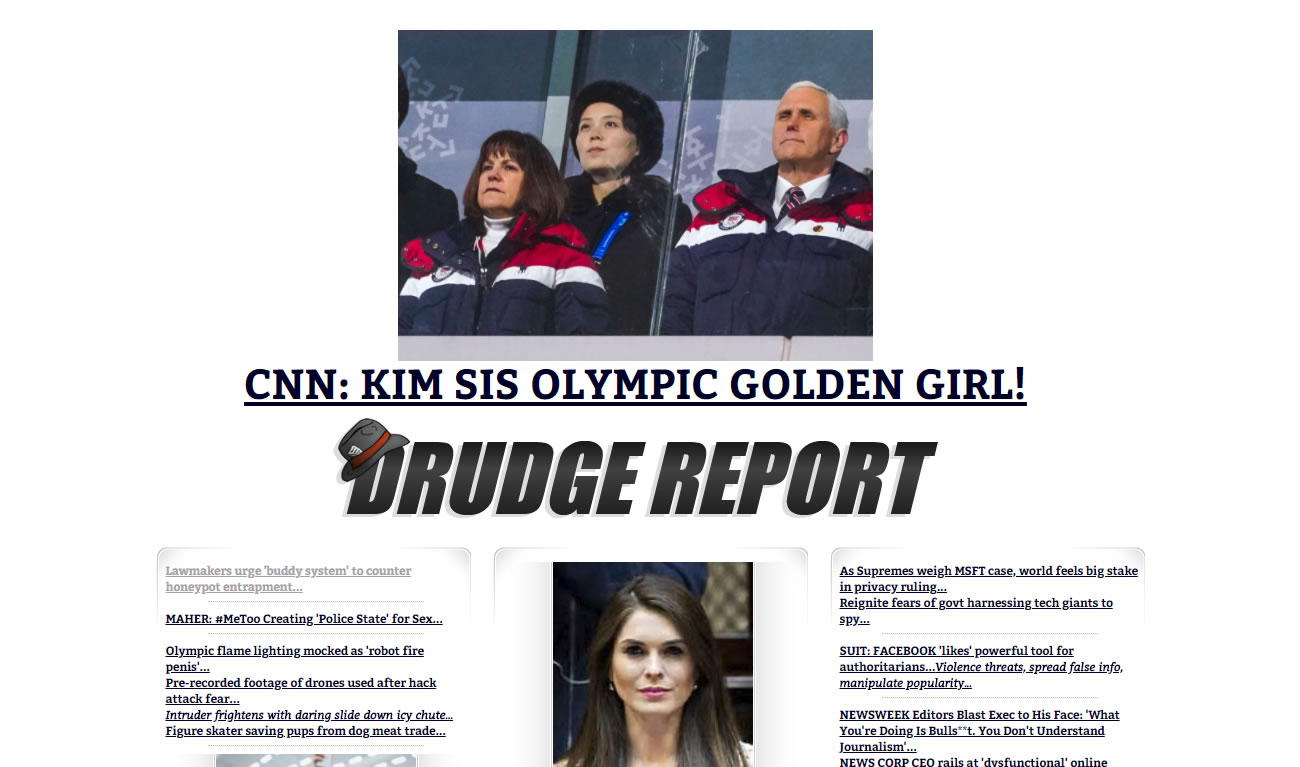 CNN: KIM SIS OLYMPIC GOLDEN GIRL!
DRUDGE REPORT
Lawmakers urge 'buddy system' to counter
honeypot entrapment...
MAHER: #MeToo Creating 'Police State' for Sex...
Olympic flame lighting mocked as 'robot fire
penis'...
Pre-recorded footage of drones used after hack
attack fear...
Intruder frightens with daring slide down icy chute...
Figure skater saving pups from dog meat trade...
As Supremes weigh MSFT case, world feels big stake
in privacy ruling...
Reignite fears of govt harnessing tech giants to
spy...
SUIT: FACEBOOK 'likes' powerful tool for
authoritarians...Violence threats, spread false info,
manipulate popularity...
NEWSWEEK Editors Blast Exec to His Face: 'What
You're Doing Is Bulls**t. You Don't Understand
Journalism'...
NEWS CORP CEO rails at 'dysfunctional' online